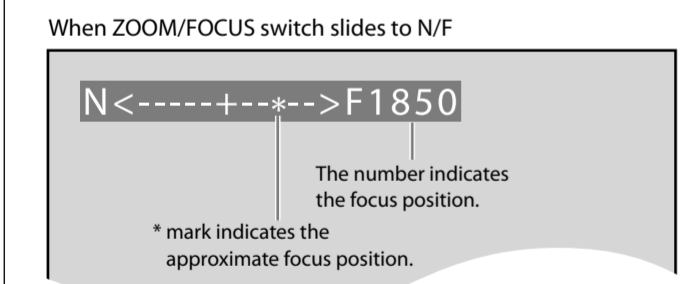 When ZOOM/FOCUS switch slides to N/F
N<-----+--*-->F1850
The number indicates
the focus position.
* mark indicates the
approximate focus position.